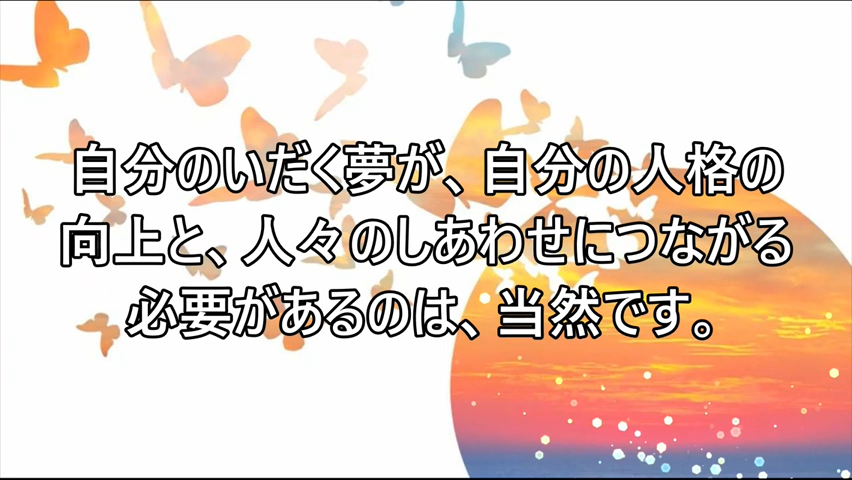 自分のいだく夢が、自分の人格の
向上と、人々のしあわせにつながる
必要があるのは、当然です。